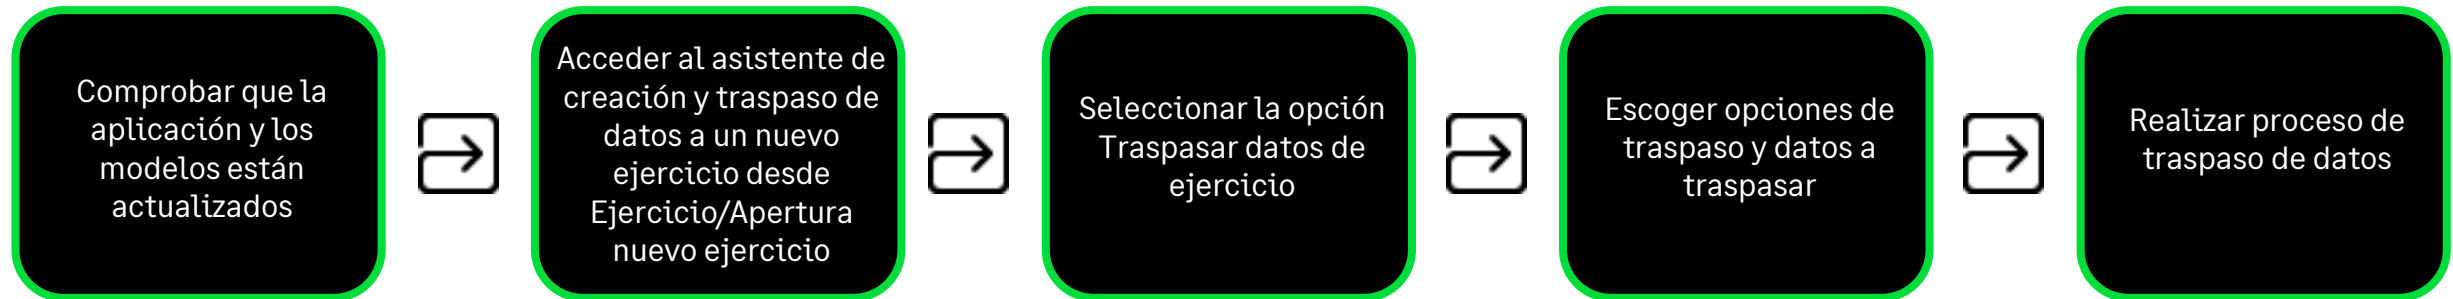 Comprobar que la
aplicación y los
modelos están
actualizados
Acceder al asistente de
creación y traspaso de
datos a un nuevo
ejercicio desde
Ejercicio/Apertura
nuevo ejercicio
Seleccionar la opción
Traspasar datos de
ejercicio
Escoger opciones de
traspaso y datos a
traspasar
Realizar proceso de
traspaso de datos